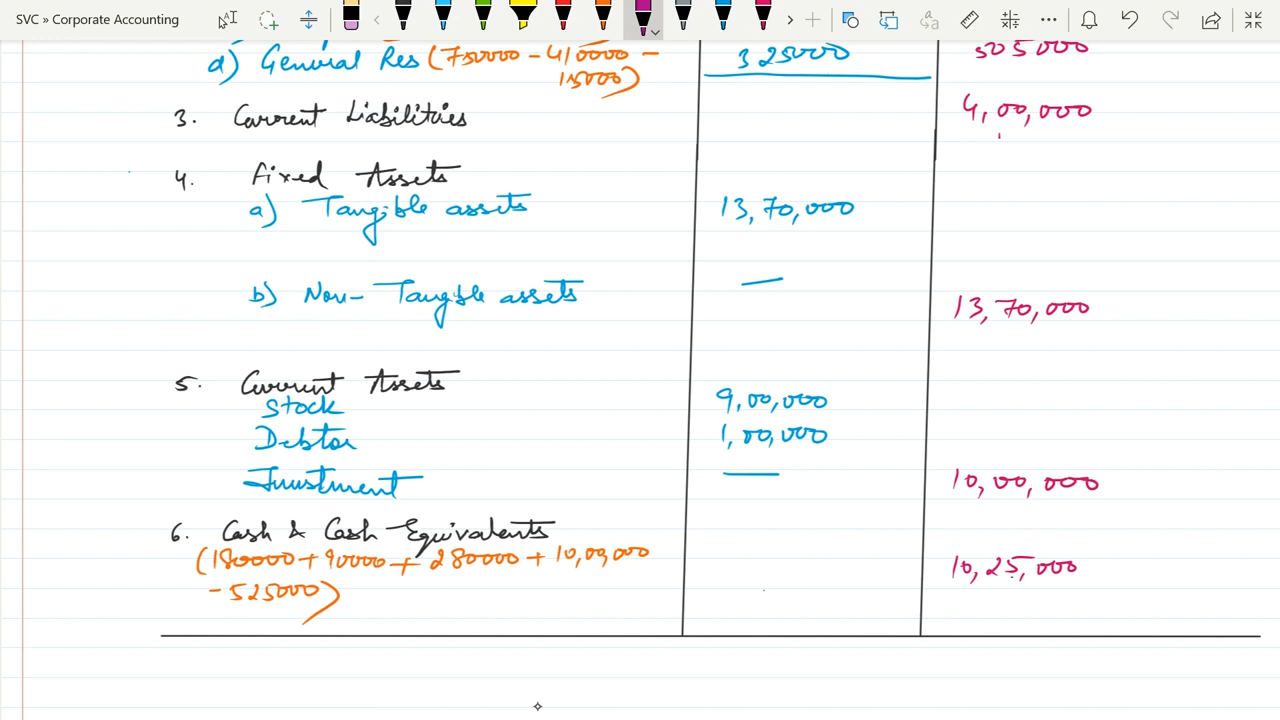 SVC » Corporate Accounting
d) General Res (750000 - 410000 - 325000 505000
15000)
3. Current Liabilities 4,00,000
4. Fixed Assets
a) Tangible assets 13,70,000
b) Non-Tangible assets — 13,70,000
5. Current Assets
Stock 9,00,000
Debtor 1,00,000
Investment — 10,00,000
6. Cash & Cash Equivalents
(180000 + 90000 + 280000 + 10,00,000 10,25,000
- 525000)